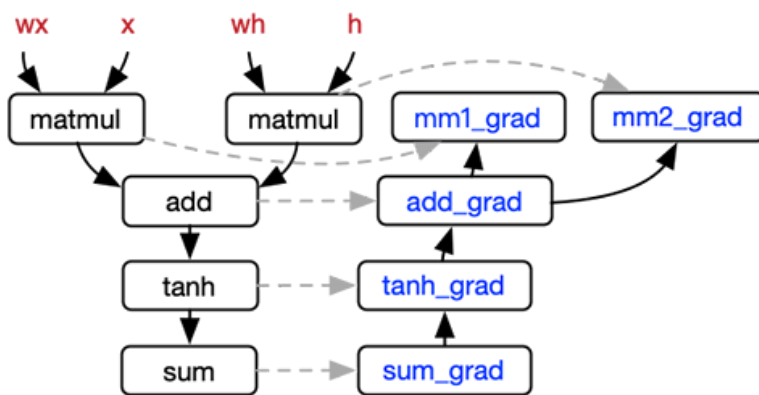 wx x wh h
matmul matmul mm1_grad mm2_grad
add add_grad
tanh tanh_grad
sum sum_grad